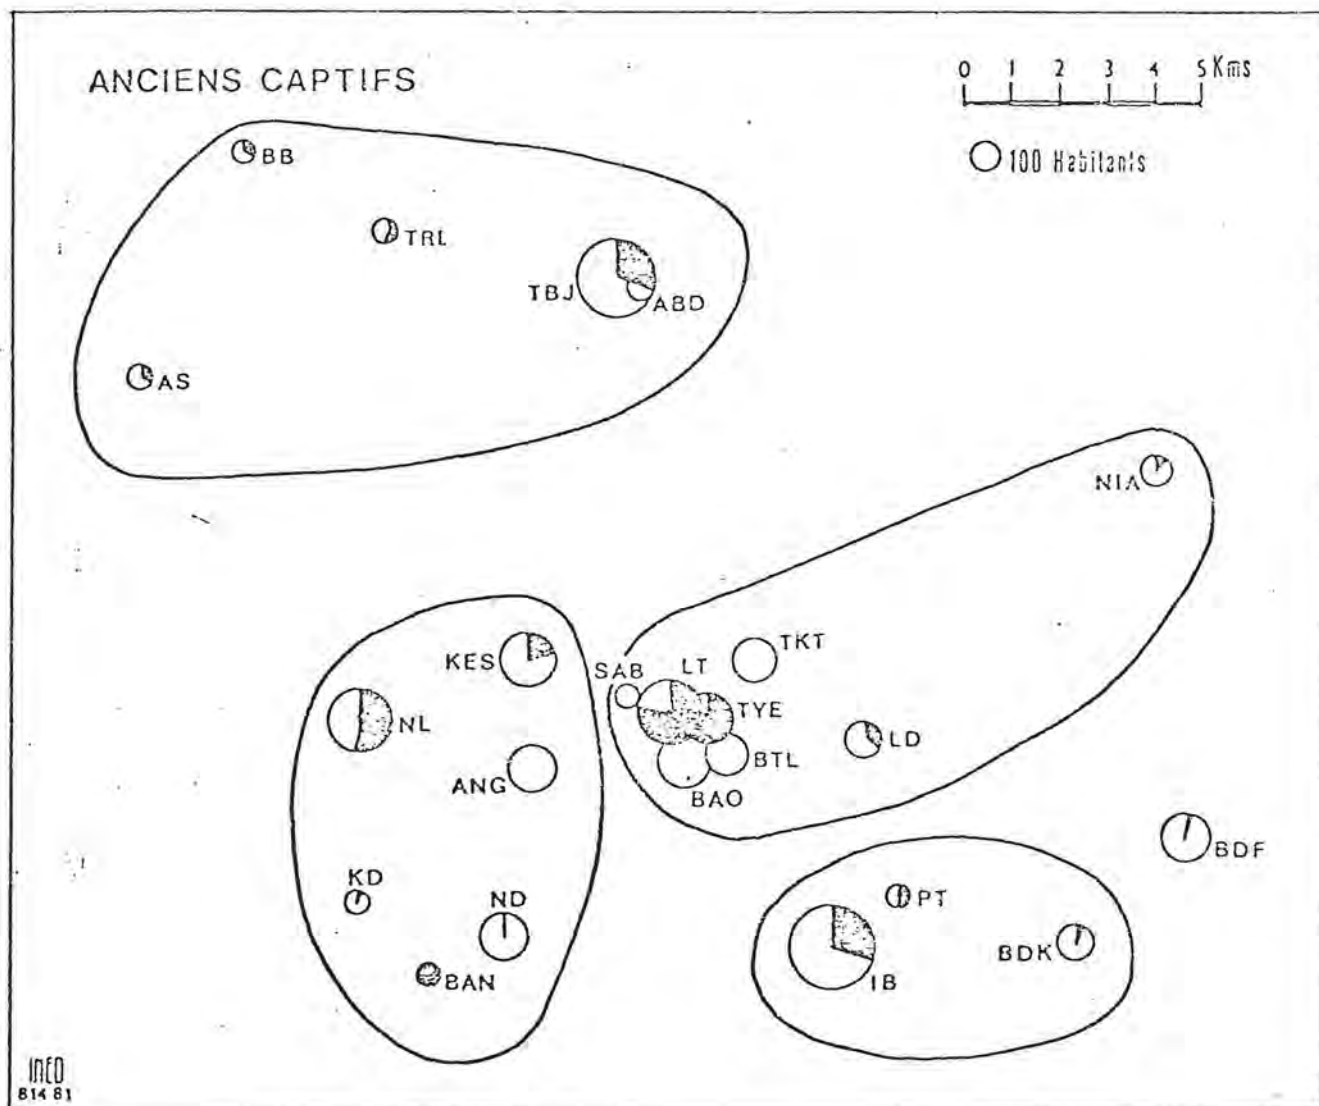 ANCIENS CAPTIFS
0 1 2 3 4 5 Kms
100 Habitants
BB
TRL
TBJ
ABD
AS
NIA
KES
SAB
LT
TKT
NL
TYE
LD
ANG
BTL
BAO
BDF
KD
ND
PT
BDK
BAN
IB
INED
814 81